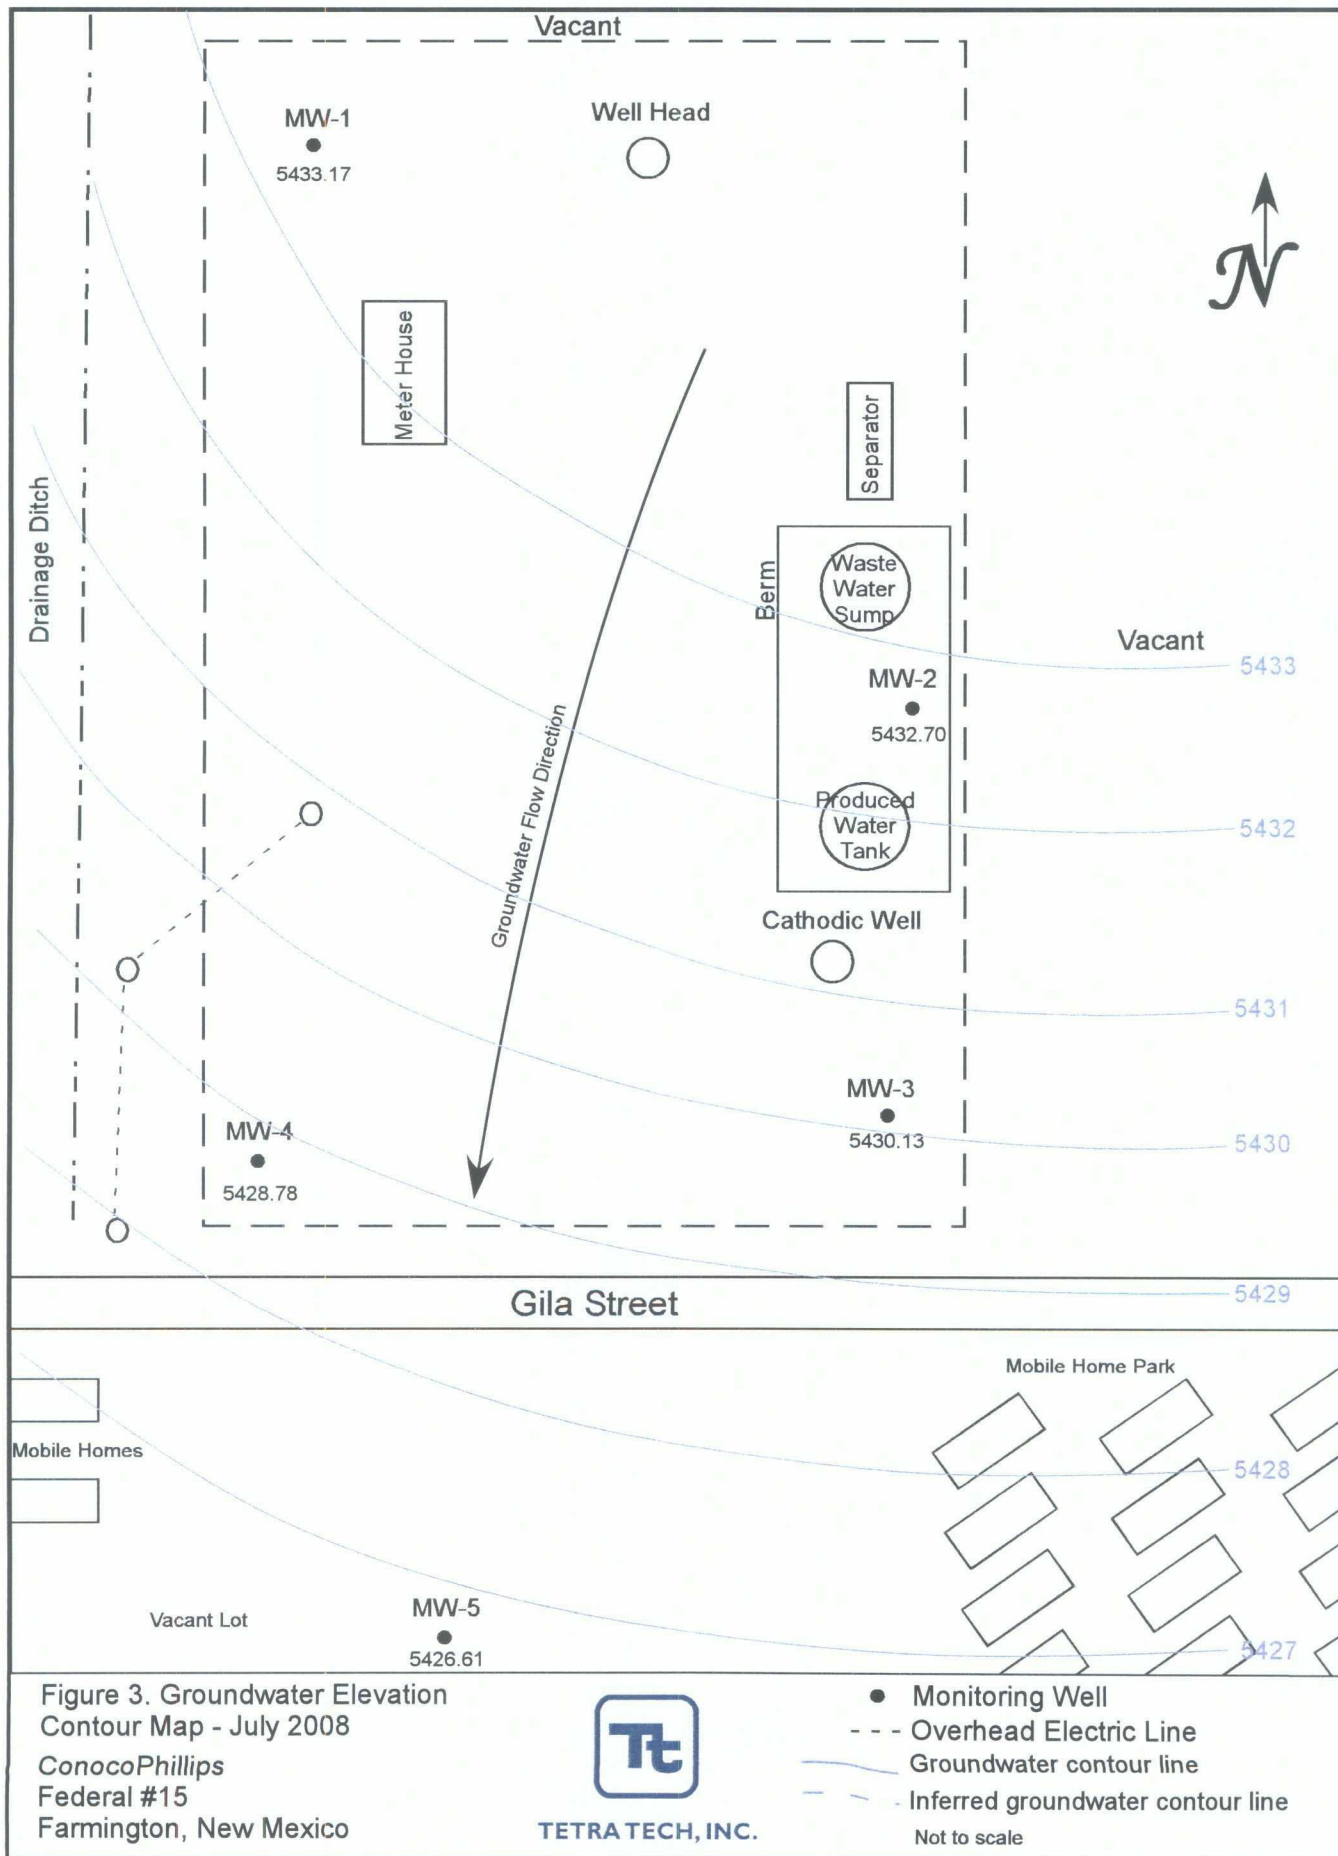 Vacant
MW-1
5433.17
Well Head
N
Meter House
Separator
Drainage Ditch
Berm
Waste
Water
Sump
Vacant
5433
MW-2
5432.70
Groundwater Flow Direction
Produced
Water
Tank
5432
Cathodic Well
5431
MW-3
5430.13
MW-4
5428.78
5430
5429
Gila Street
Mobile Home Park
Mobile Homes
5428
MW-5
5426.61
Vacant Lot
5427
Figure 3. Groundwater Elevation
Contour Map - July 2008
ConocoPhillips
Federal #15
Farmington, New Mexico
Tt
TETRA TECH, INC.
Monitoring Well
Overhead Electric Line
Groundwater contour line
Inferred groundwater contour line
Not to scale